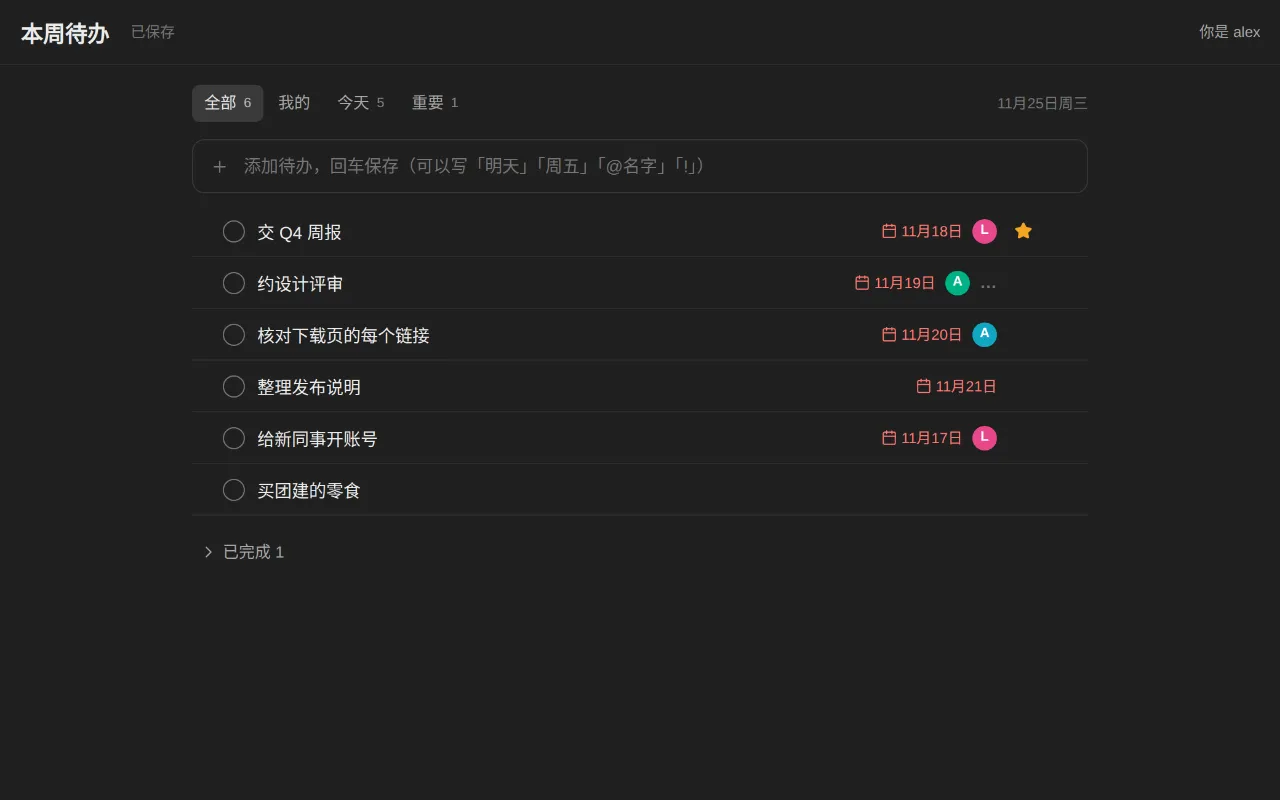 本周待办 已保存 你是 alex
全部 6 我的 今天 5 重要 1 11月25日周三
+ 添加待办，回车保存（可以写「明天」「周五」「@名字」「!」）
交 Q4 周报 11月18日 L
约设计评审 11月19日 A ...
核对下载页的每个链接 11月20日 A
整理发布说明 11月21日
给新同事开账号 11月17日 L
买团建的零食
已完成 1